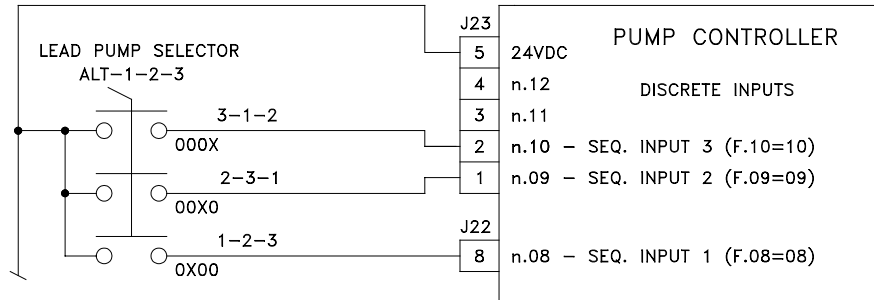 J23
PUMP CONTROLLER
LEAD PUMP SELECTOR
ALT-1-2-3
5 24VDC
4 n.12
DISCRETE INPUTS
3 n.11
3-1-2
000X
2 n.10 - SEQ. INPUT 3 (F.10=10)
2-3-1
00X0
1 n.09 - SEQ. INPUT 2 (F.09=09)
J22
1-2-3
0X00
8 n.08 - SEQ. INPUT 1 (F.08=08)